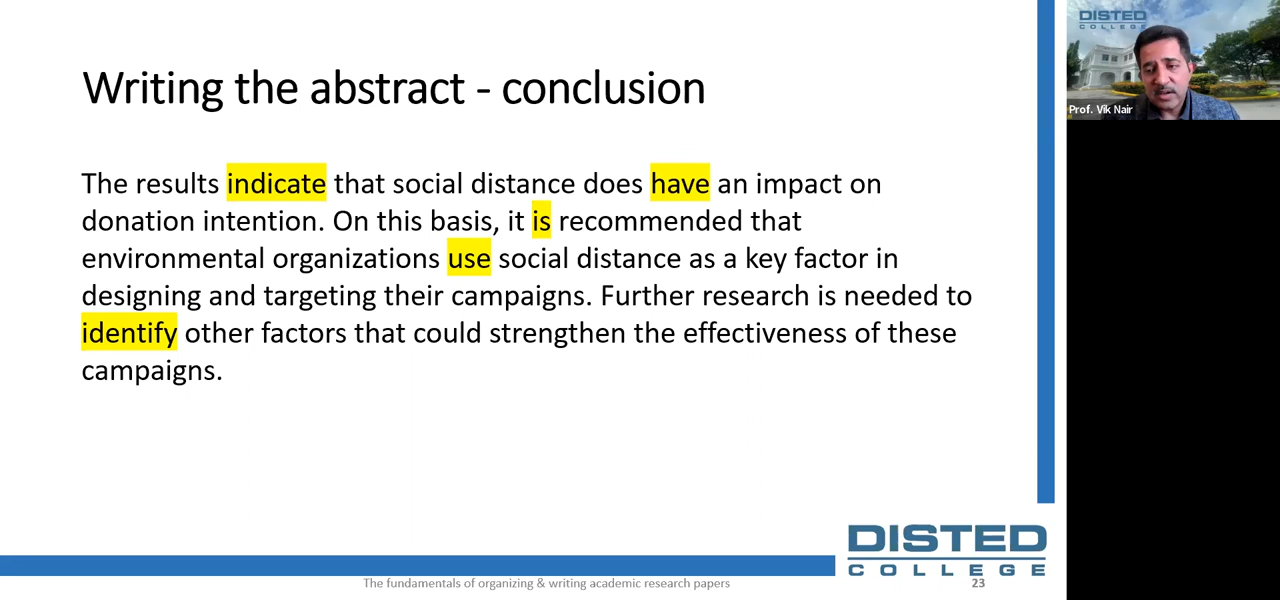 Writing the abstract - conclusion
The results indicate that social distance does have an impact on
donation intention. On this basis, it is recommended that
environmental organizations use social distance as a key factor in
designing and targeting their campaigns. Further research is needed to
identify other factors that could strengthen the effectiveness of these
campaigns.
DISTED
COLLEGE
The fundamentals of organizing & writing academic research papers
23
DISTED
COLLEGE
Prof. Vik Nair